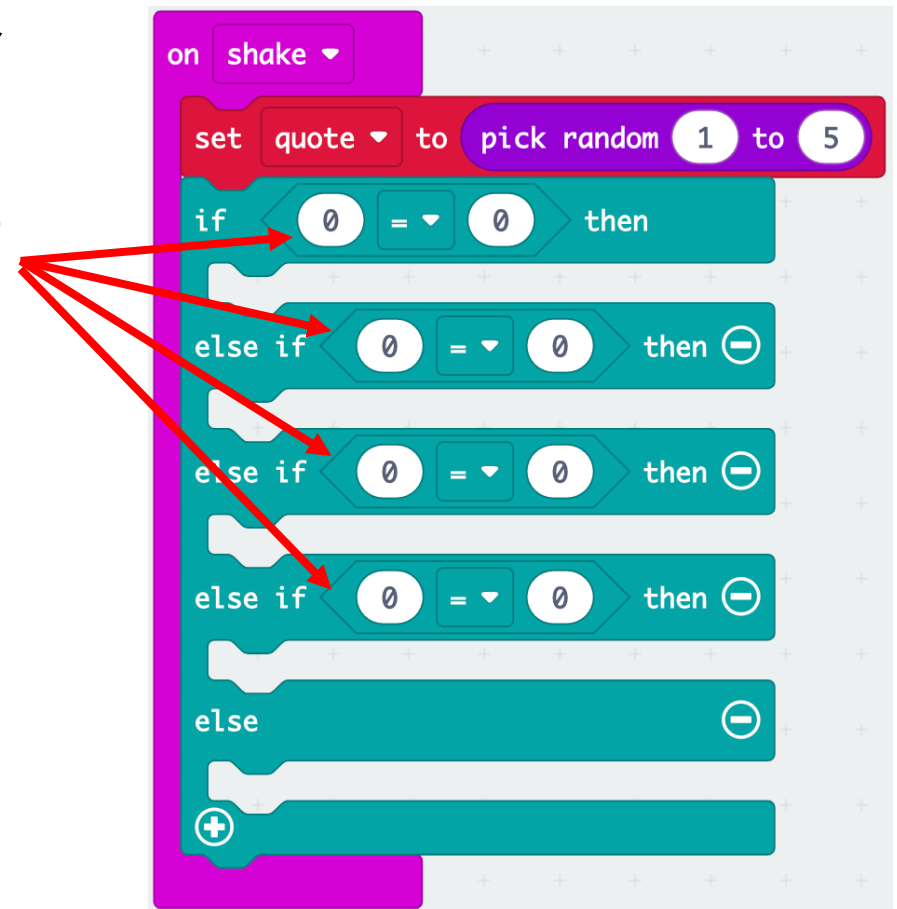 on shake
set quote to pick random 1 to 5
if 0 = 0 then
else if 0 = 0 then
else if 0 = 0 then
else if 0 = 0 then
else